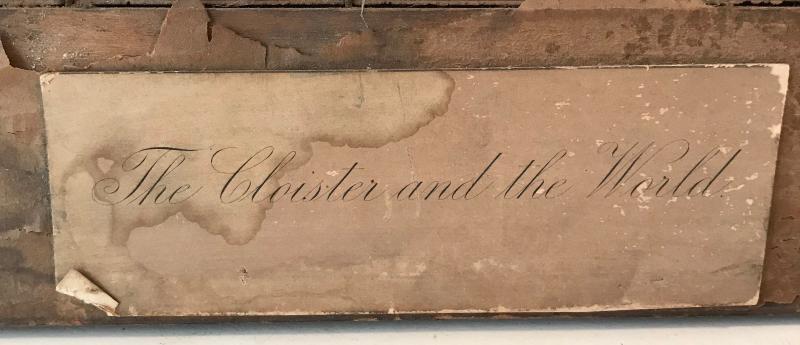 The Cloister and the World.